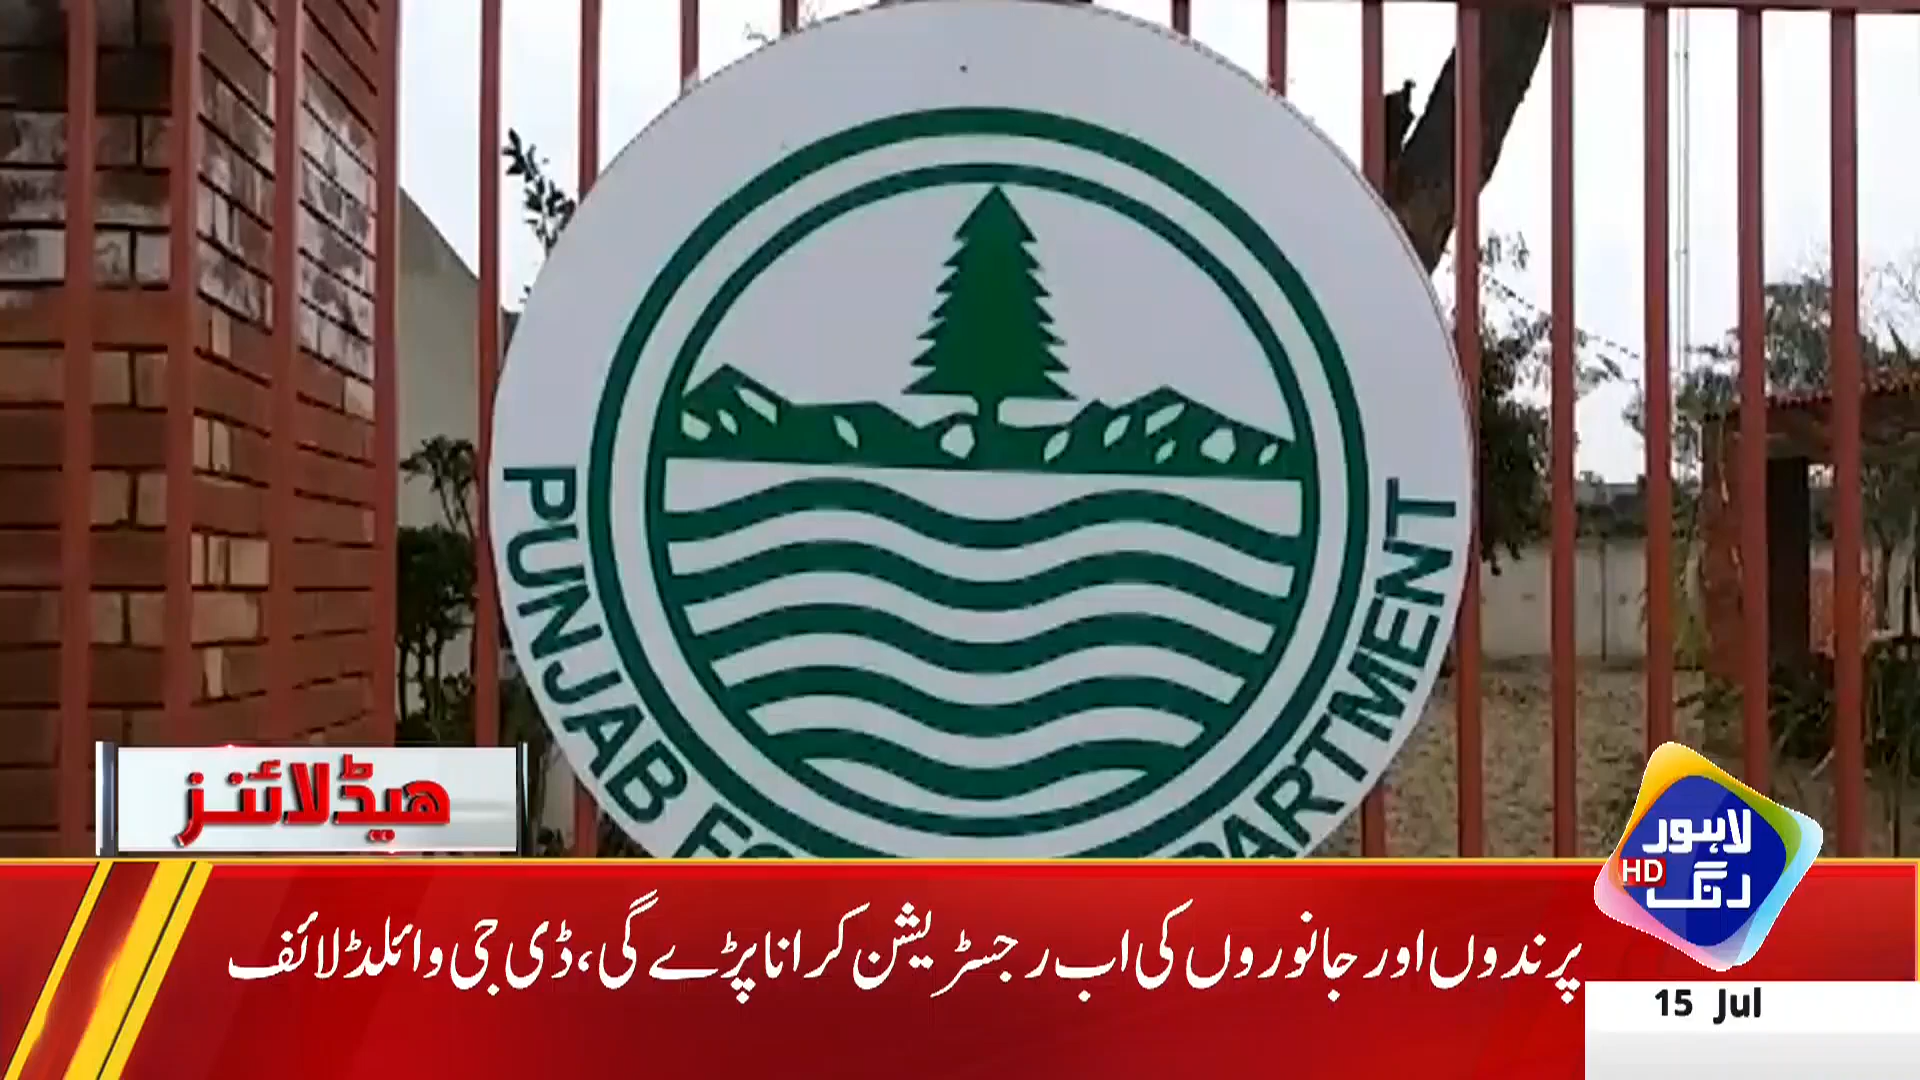 PUNJAB
PARTMENT
ہیڈلائنز
لاہور
HD
رنگ
پرندوں اور جانوروں کی اب رجسٹریشن کرانا پڑے گی، ڈی جی وائلڈ لائف
15 Jul